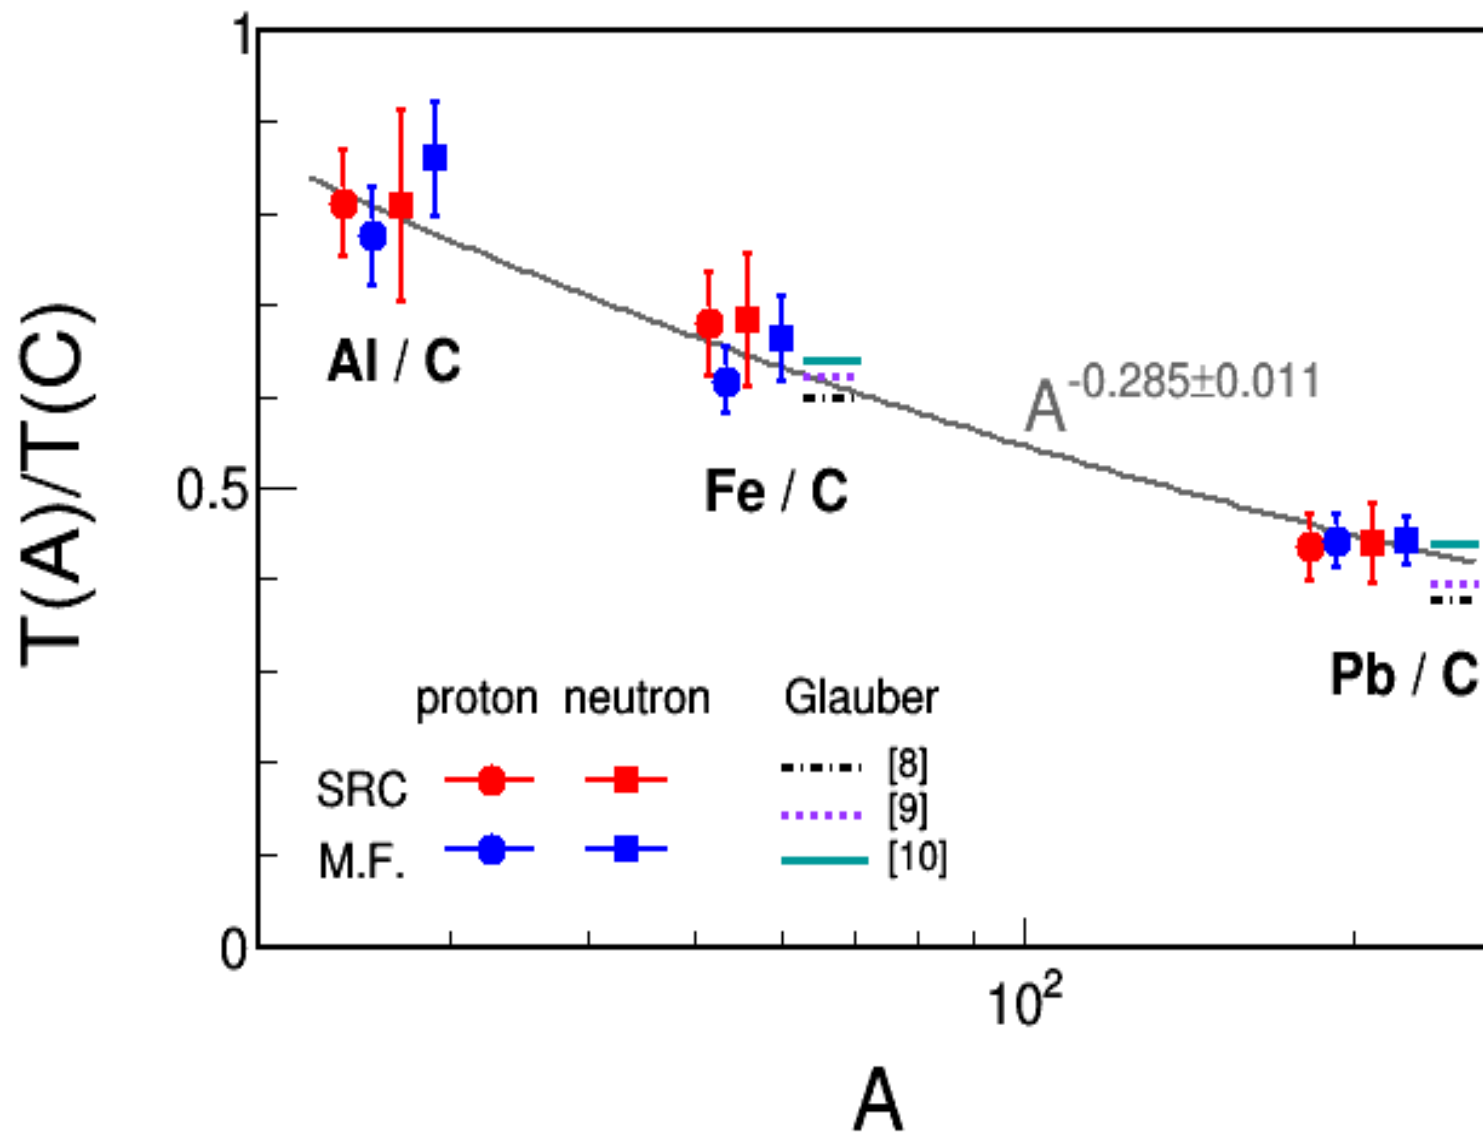 1
T(A)/T(C)
Al / C
A-0.285±0.011
0.5
Fe / C
Pb / C
proton neutron Glauber
SRC [8]
[9]
M.F. [10]
0
10²
A